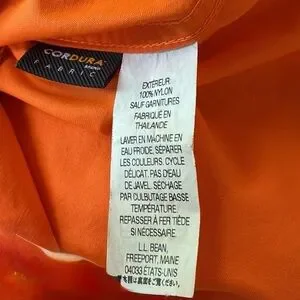 CORDURA
BRAND
FABRIC
EXTÉRIEUR
100% NYLON
SAUF GARNITURES
FABRIQUÉ EN
THAILANDE
LAVER EN MACHINE EN
EAU FROIDE. SÉPARER
LES COULEURS. CYCLE
DÉLICAT. PAS D'EAU
DE JAVEL. SÉCHAGE
PAR CULBUTAGE BASSE
TEMPÉRATURE.
REPASSER À FER TIÈDE
SI NÉCESSAIRE.
L.L. BEAN,
FREEPORT, MAINE
04033 ÉTATS-UNIS